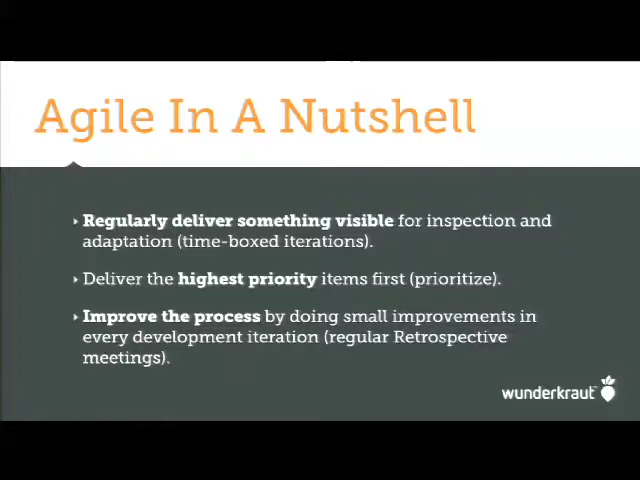 Agile In A Nutshell
Regularly deliver something visible for inspection and
adaptation (time-boxed iterations).
Deliver the highest priority items first (prioritize).
Improve the process by doing small improvements in
every development iteration (regular Retrospective
meetings).
wunderkraut